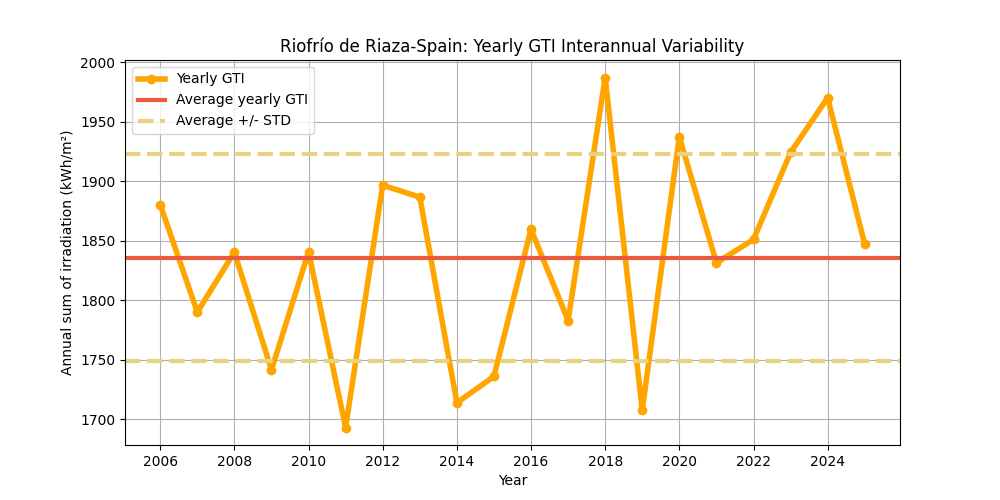 Riofrío de Riaza-Spain: Yearly GTI Interannual Variability
Yearly GTI
Average yearly GTI
Average +/- STD
Annual sum of irradiation (kWh/m²)
2000
1950
1900
1850
1800
1750
1700
2006 2008 2010 2012 2014 2016 2018 2020 2022 2024
Year